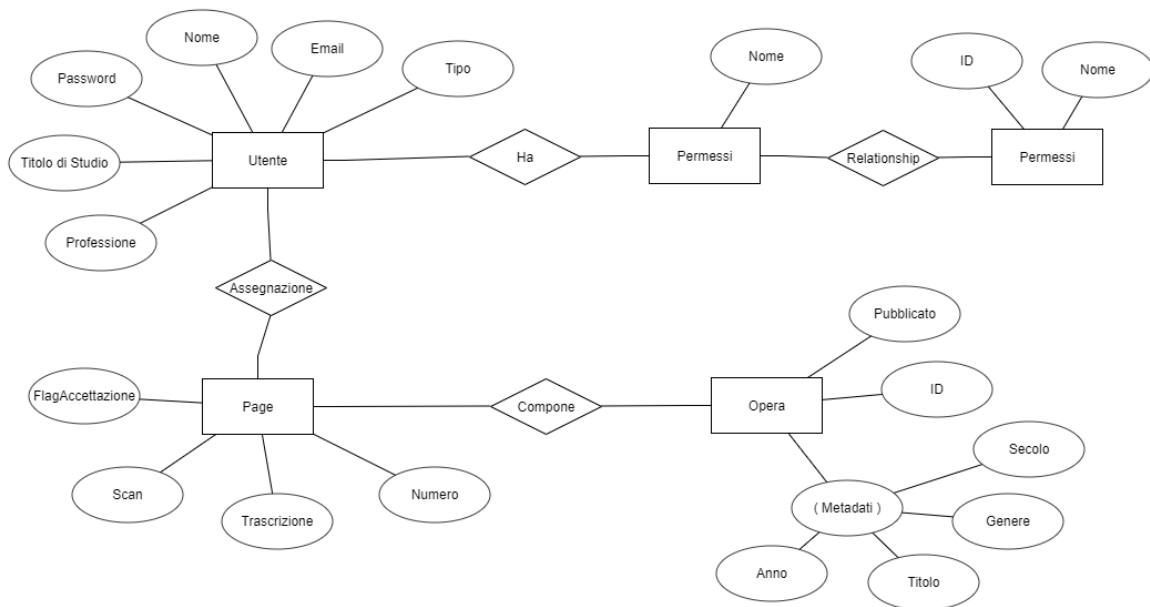 Nome
Email
Tipo
Password
Titolo di Studio
Professione
Utente
Ha
Nome
Permessi
Relationship
ID
Nome
Permessi
Assegnazione
FlagAccettazione
Page
Scan
Trascrizione
Numero
Compone
Opera
Pubblicato
ID
( Metadati )
Secolo
Genere
Titolo
Anno